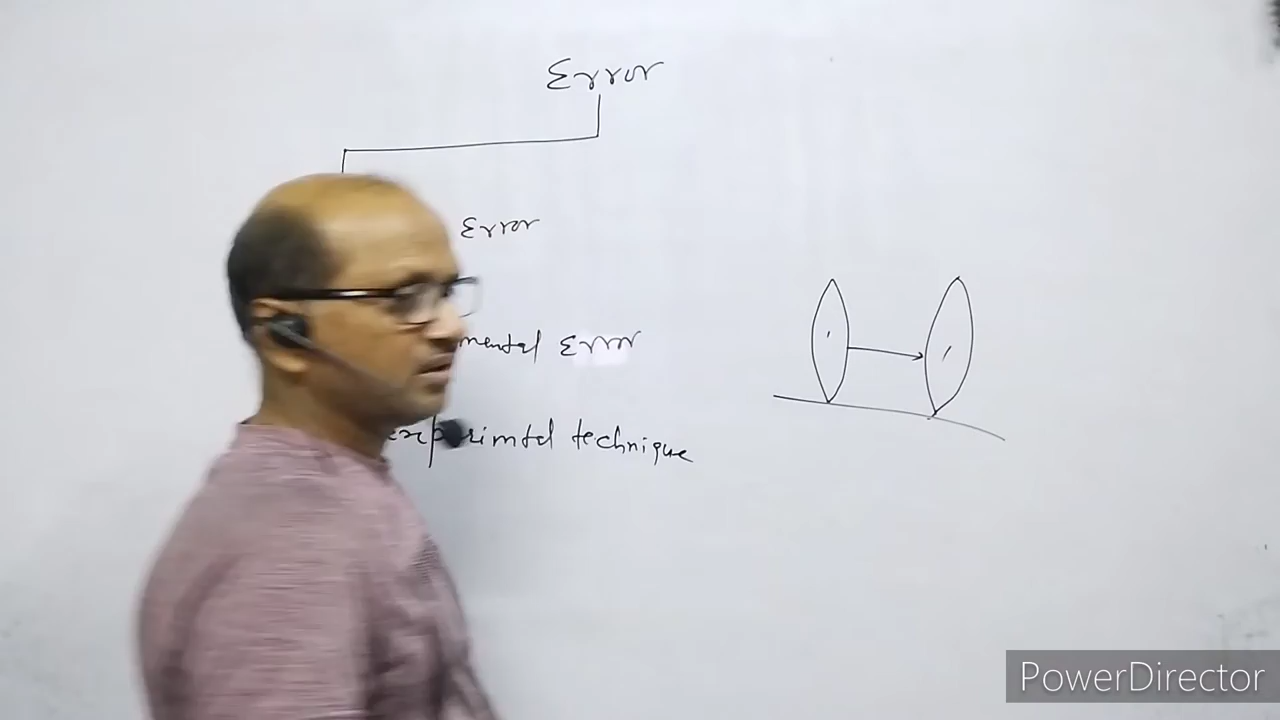 Error
Error
mental Error
experimtal technique
PowerDirector